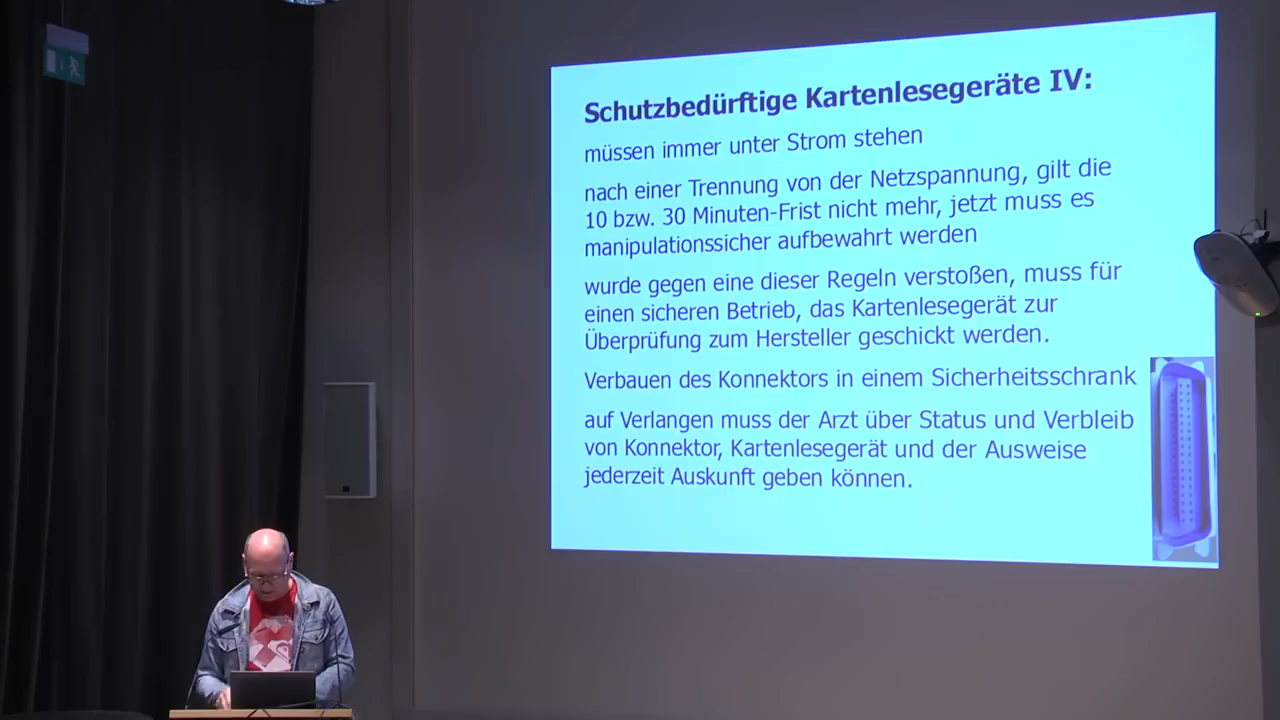 Schutzbedürftige Kartenlesegeräte IV:
müssen immer unter Strom stehen
nach einer Trennung von der Netzspannung, gilt die
10 bzw. 30 Minuten-Frist nicht mehr, jetzt muss es
manipulationssicher aufbewahrt werden
wurde gegen eine dieser Regeln verstoßen, muss für
einen sicheren Betrieb, das Kartenlesegerät zur
Überprüfung zum Hersteller geschickt werden.
Verbauen des Konnektors in einem Sicherheitsschrank
auf Verlangen muss der Arzt über Status und Verbleib
von Konnektor, Kartenlesegerät und der Ausweise
jederzeit Auskunft geben können.